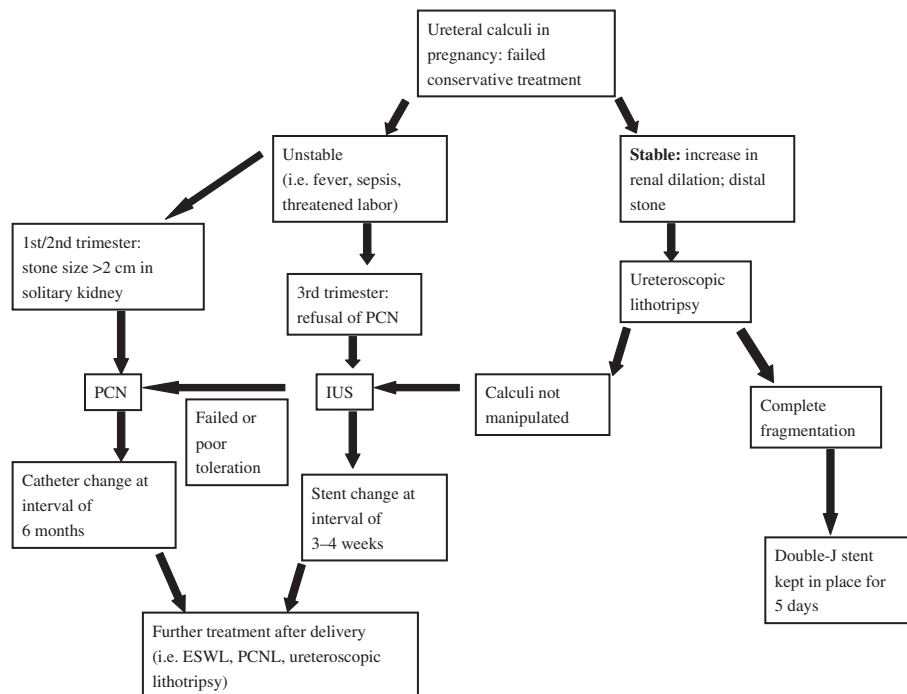 Ureteral calculi in
pregnancy: failed
conservative treatment
Unstable
(i.e. fever, sepsis,
threatened labor)
Stable: increase in
renal dilation; distal
stone
1st/2nd trimester:
stone size >2 cm in
solitary kidney
3rd trimester:
refusal of PCN
Ureteroscopic
lithotripsy
PCN
Failed or
poor
toleration
IUS
Calculi not
manipulated
Complete
fragmentation
Catheter change at
interval of
6 months
Stent change at
interval of
3–4 weeks
Double-J stent
kept in place for
5 days
Further treatment after delivery
(i.e. ESWL, PCNL, ureteroscopic
lithotripsy)